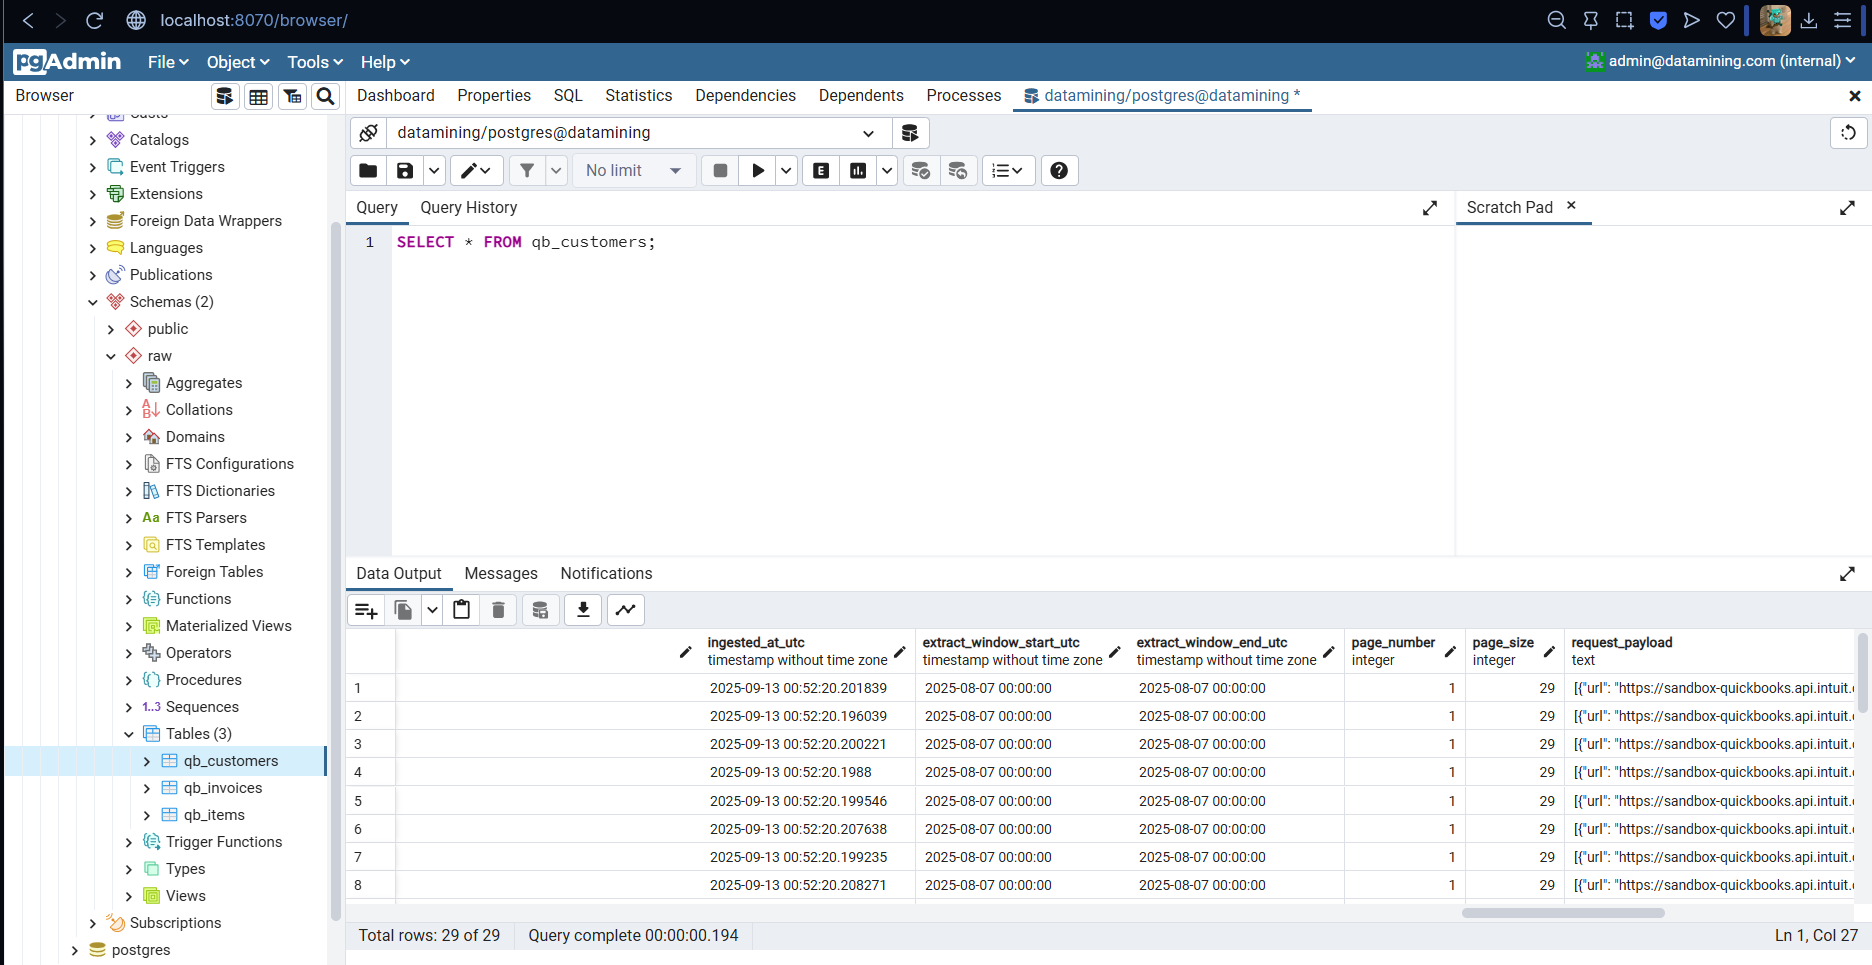 localhost:8070/browser/
pgAdmin File Object Tools Help admin@datamining.com (internal)
Browser
Dashboard Properties SQL Statistics Dependencies Dependents Processes datamining/postgres@datamining *
Casts
Catalogs
Event Triggers
Extensions
Foreign Data Wrappers
Languages
Publications
Schemas (2)
public
raw
Aggregates
Collations
Domains
FTS Configurations
FTS Dictionaries
Aa FTS Parsers
FTS Templates
Foreign Tables
Functions
Materialized Views
Operators
Procedures
1..3 Sequences
Tables (3)
qb_customers
qb_invoices
qb_items
Trigger Functions
Types
Views
Subscriptions
postgres
datamining/postgres@datamining
No limit E
Query Query History Scratch Pad
1 SELECT * FROM qb_customers;
Data Output Messages Notifications
ingested_at_utc extract_window_start_utc extract_window_end_utc page_number page_size request_payload
timestamp without time zone timestamp without time zone timestamp without time zone integer integer text
1 2025-09-13 00:52:20.201839 2025-08-07 00:00:00 2025-08-07 00:00:00 1 29 [{"url": "https://sandbox-quickbooks.api.intuit.
2 2025-09-13 00:52:20.196039 2025-08-07 00:00:00 2025-08-07 00:00:00 1 29 [{"url": "https://sandbox-quickbooks.api.intuit.
3 2025-09-13 00:52:20.200221 2025-08-07 00:00:00 2025-08-07 00:00:00 1 29 [{"url": "https://sandbox-quickbooks.api.intuit.
4 2025-09-13 00:52:20.1988 2025-08-07 00:00:00 2025-08-07 00:00:00 1 29 [{"url": "https://sandbox-quickbooks.api.intuit.
5 2025-09-13 00:52:20.199546 2025-08-07 00:00:00 2025-08-07 00:00:00 1 29 [{"url": "https://sandbox-quickbooks.api.intuit.
6 2025-09-13 00:52:20.207638 2025-08-07 00:00:00 2025-08-07 00:00:00 1 29 [{"url": "https://sandbox-quickbooks.api.intuit.
7 2025-09-13 00:52:20.199235 2025-08-07 00:00:00 2025-08-07 00:00:00 1 29 [{"url": "https://sandbox-quickbooks.api.intuit.
8 2025-09-13 00:52:20.208271 2025-08-07 00:00:00 2025-08-07 00:00:00 1 29 [{"url": "https://sandbox-quickbooks.api.intuit.
Total rows: 29 of 29 Query complete 00:00:00.194 Ln 1, Col 27